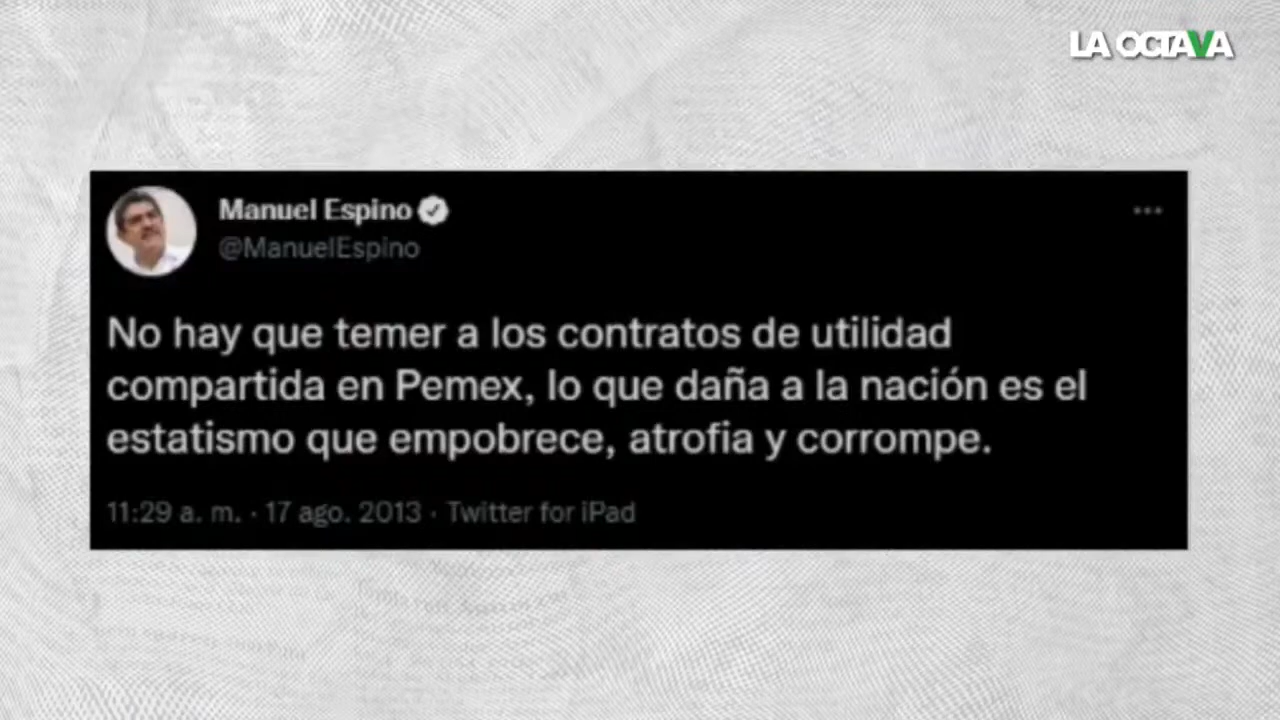 LA OCTAVA
Manuel Espino
@ManuelEspino
No hay que temer a los contratos de utilidad
compartida en Pemex, lo que daña a la nación es el
estatismo que empobrece, atrofia y corrompe.
11:29 a. m. · 17 ago. 2013 · Twitter for iPad